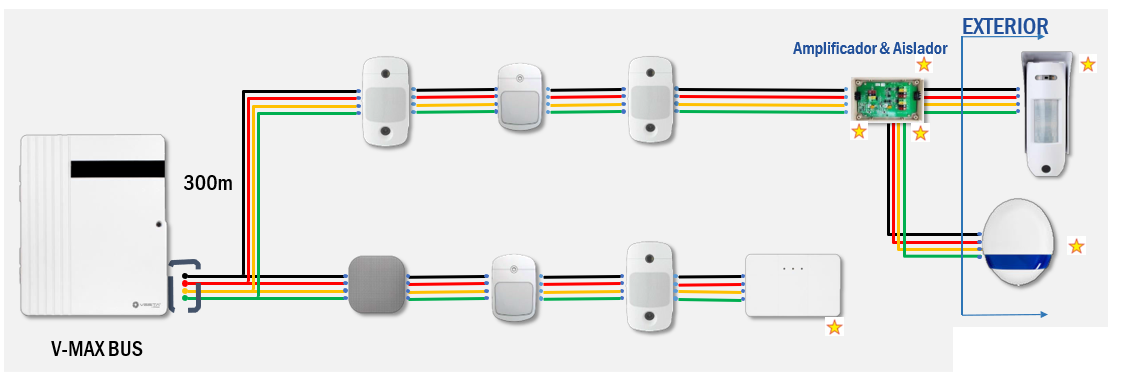 EXTERIOR
Amplificador & Aislador
300m
V-MAX BUS